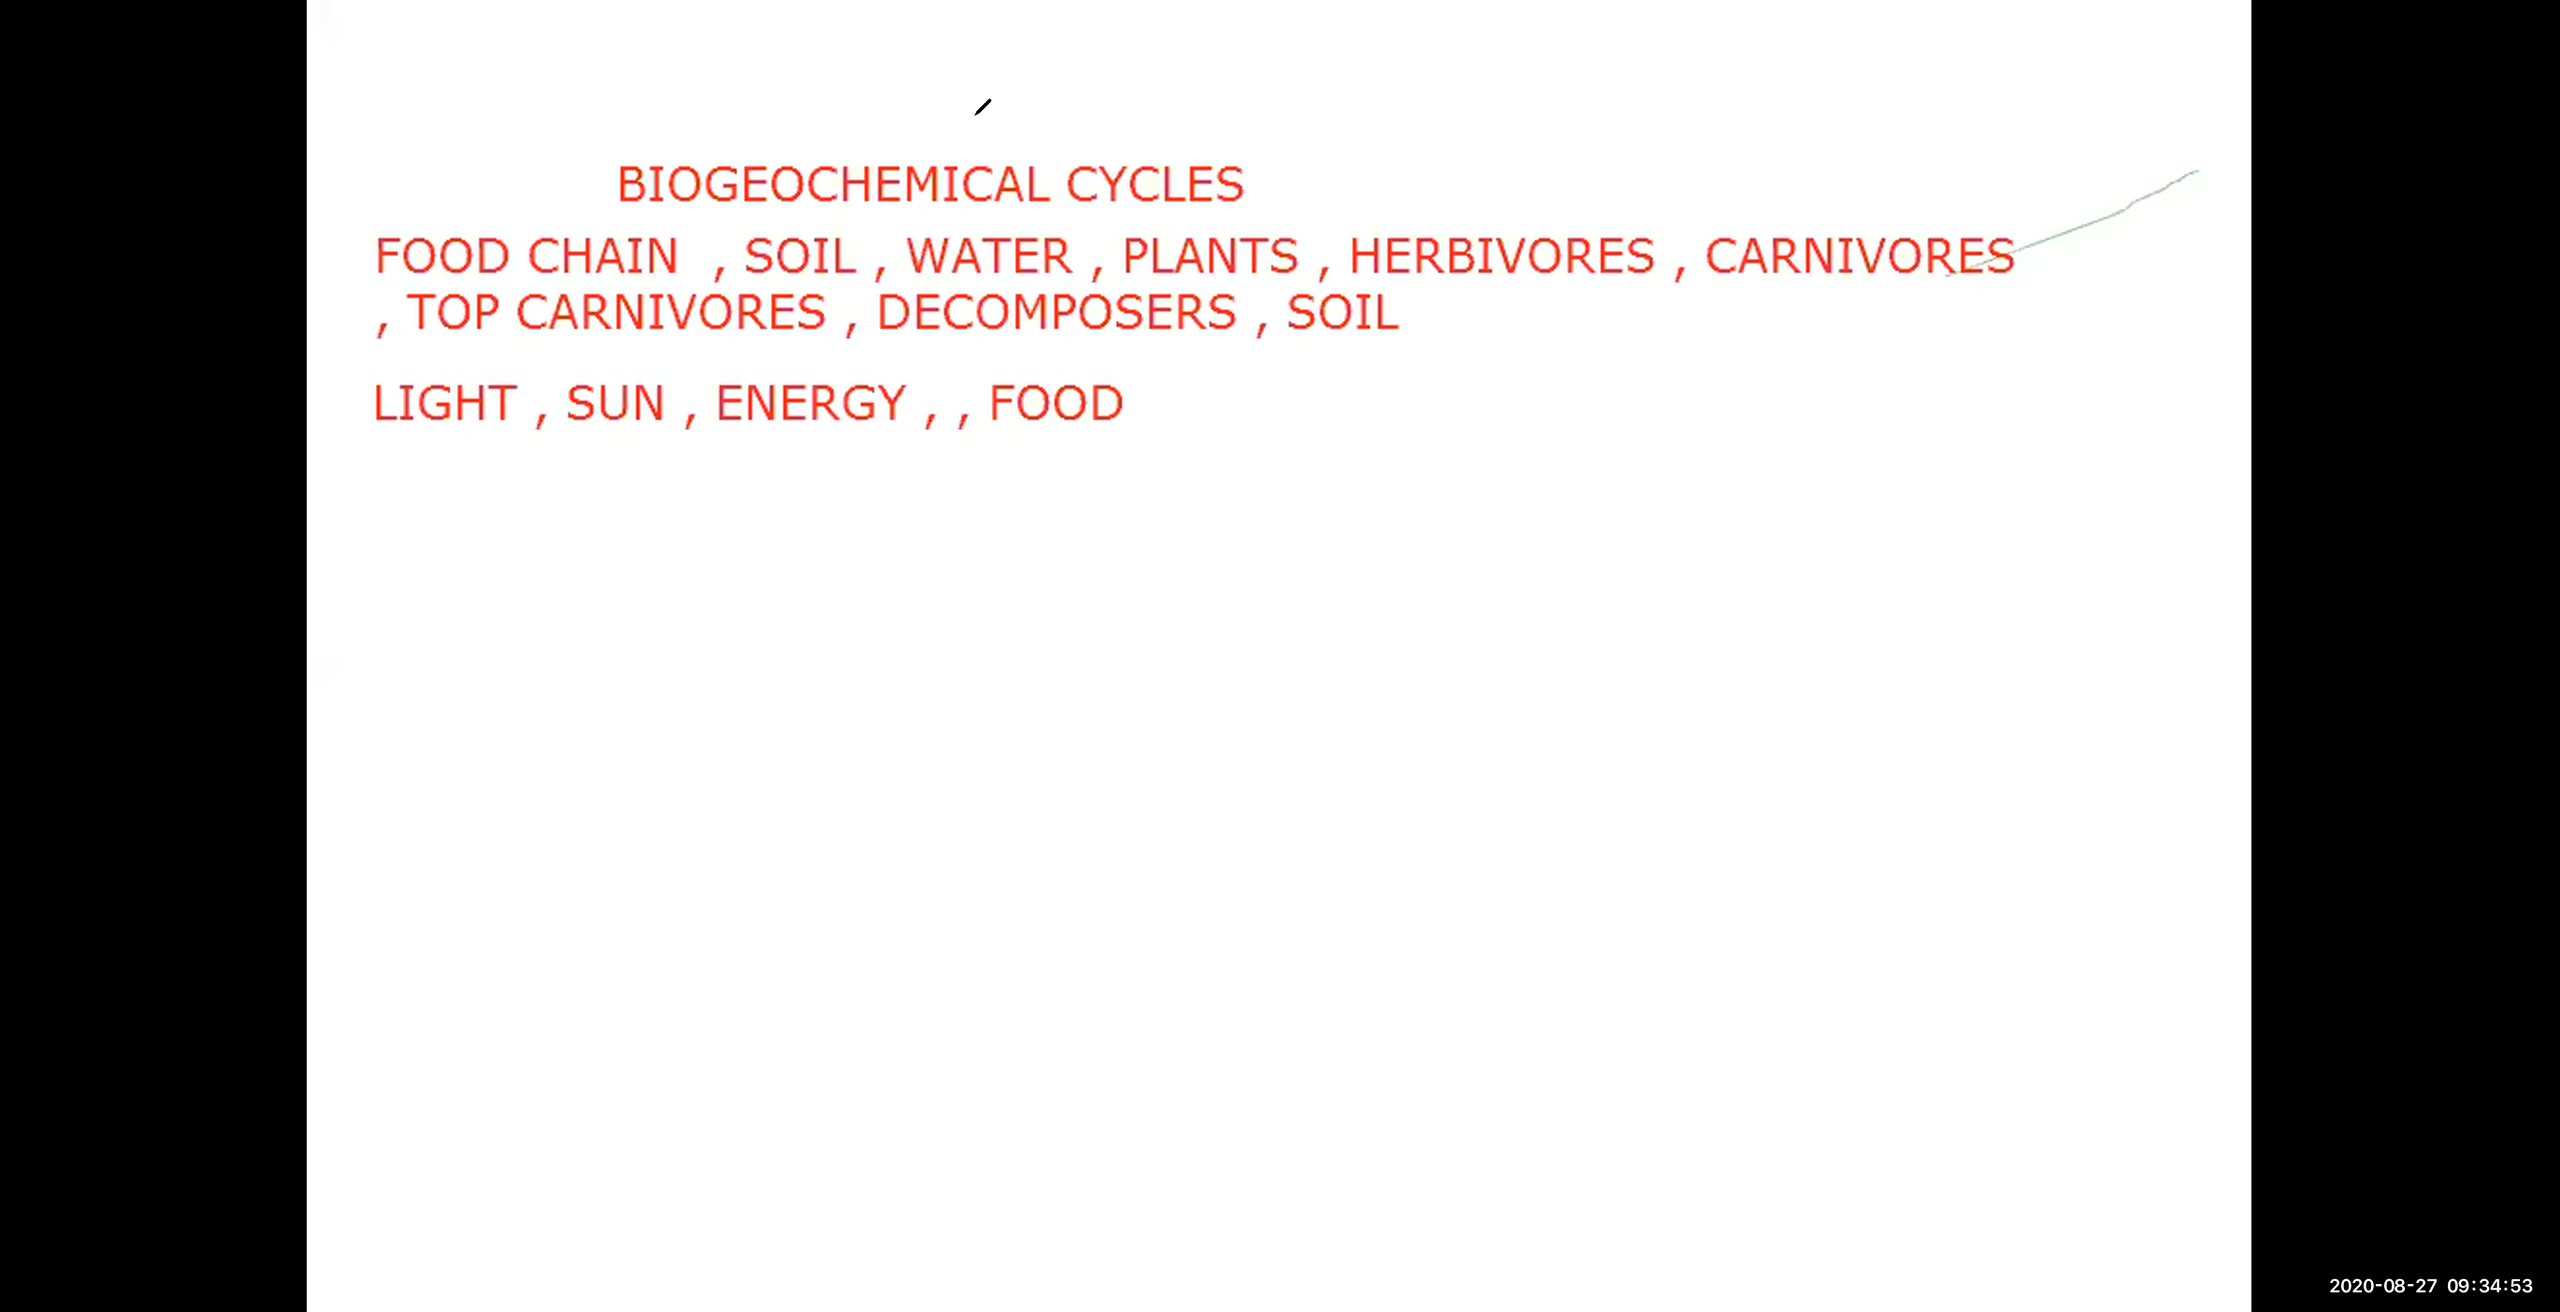 BIOGEOCHEMICAL CYCLES
FOOD CHAIN , SOIL , WATER , PLANTS , HERBIVORES , CARNIVORES
, TOP CARNIVORES , DECOMPOSERS , SOIL
LIGHT , SUN , ENERGY , , FOOD
2020-08-27 09:34:53